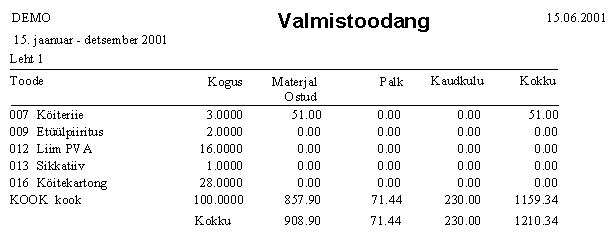 DEMO Valmistoodang 15.06.2001
15. jaanuar - detsember 2001
Leht 1
Toode Kogus Materjal Palk Kaudkulu Kokku
Ostud
007 Köiteriie 3.0000 51.00 0.00 0.00 51.00
009 Etüülpiiritus 2.0000 0.00 0.00 0.00 0.00
012 Liim PVA 16.0000 0.00 0.00 0.00 0.00
013 Sikkatiiv 1.0000 0.00 0.00 0.00 0.00
016 Köitekartong 28.0000 0.00 0.00 0.00 0.00
KOOK kook 100.0000 857.90 71.44 230.00 1159.34
Kokku 908.90 71.44 230.00 1210.34